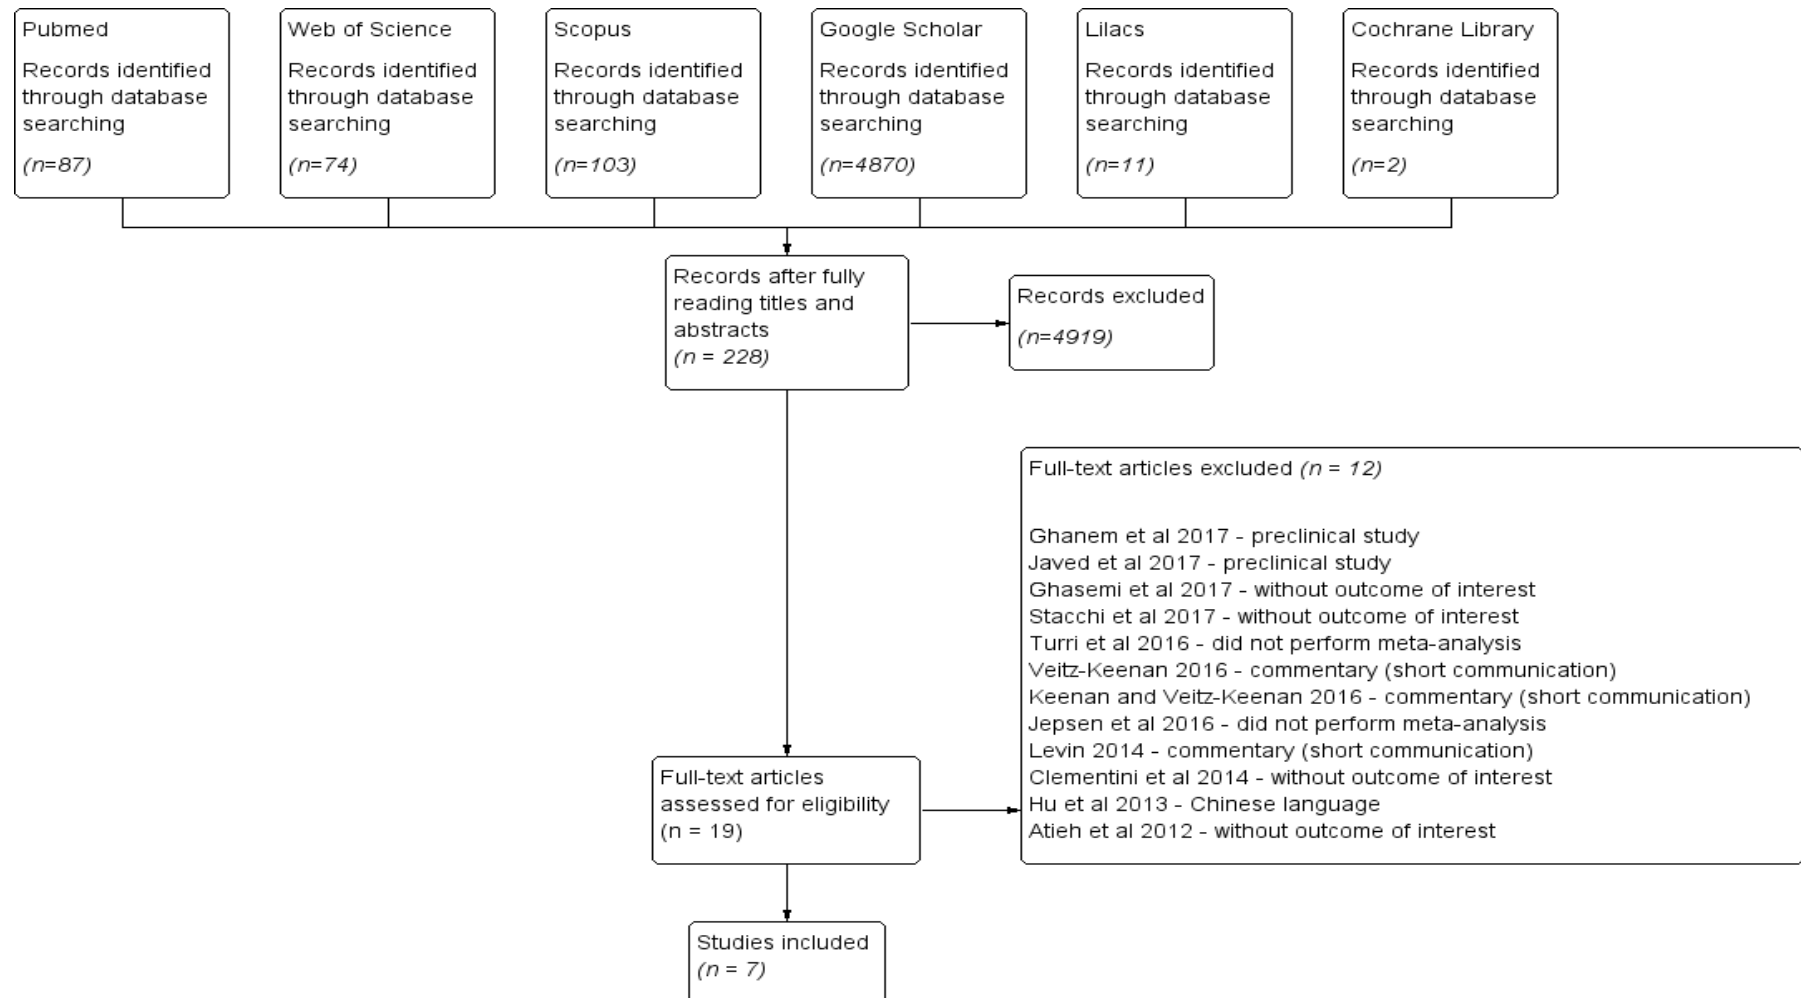 Pubmed
Records identified
through database
searching
(n=87)
Web of Science
Records identified
through database
searching
(n=74)
Scopus
Records identified
through database
searching
(n=103)
Google Scholar
Records identified
through database
searching
(n=4870)
Lilacs
Records identified
through database
searching
(n=11)
Cochrane Library
Records identified
through database
searching
(n=2)
Records after fully
reading titles and
abstracts
(n = 228)
Records excluded
(n=4919)
Full-text articles excluded (n = 12)
Ghanem et al 2017 - preclinical study
Javed et al 2017 - preclinical study
Ghasemi et al 2017 - without outcome of interest
Stacchi et al 2017 - without outcome of interest
Turri et al 2016 - did not perform meta-analysis
Veitz-Keenan 2016 - commentary (short communication)
Keenan and Veitz-Keenan 2016 - commentary (short communication)
Jepsen et al 2016 - did not perform meta-analysis
Levin 2014 - commentary (short communication)
Clementini et al 2014 - without outcome of interest
Hu et al 2013 - Chinese language
Atieh et al 2012 - without outcome of interest
Full-text articles
assessed for eligibility
(n = 19)
Studies included
(n = 7)